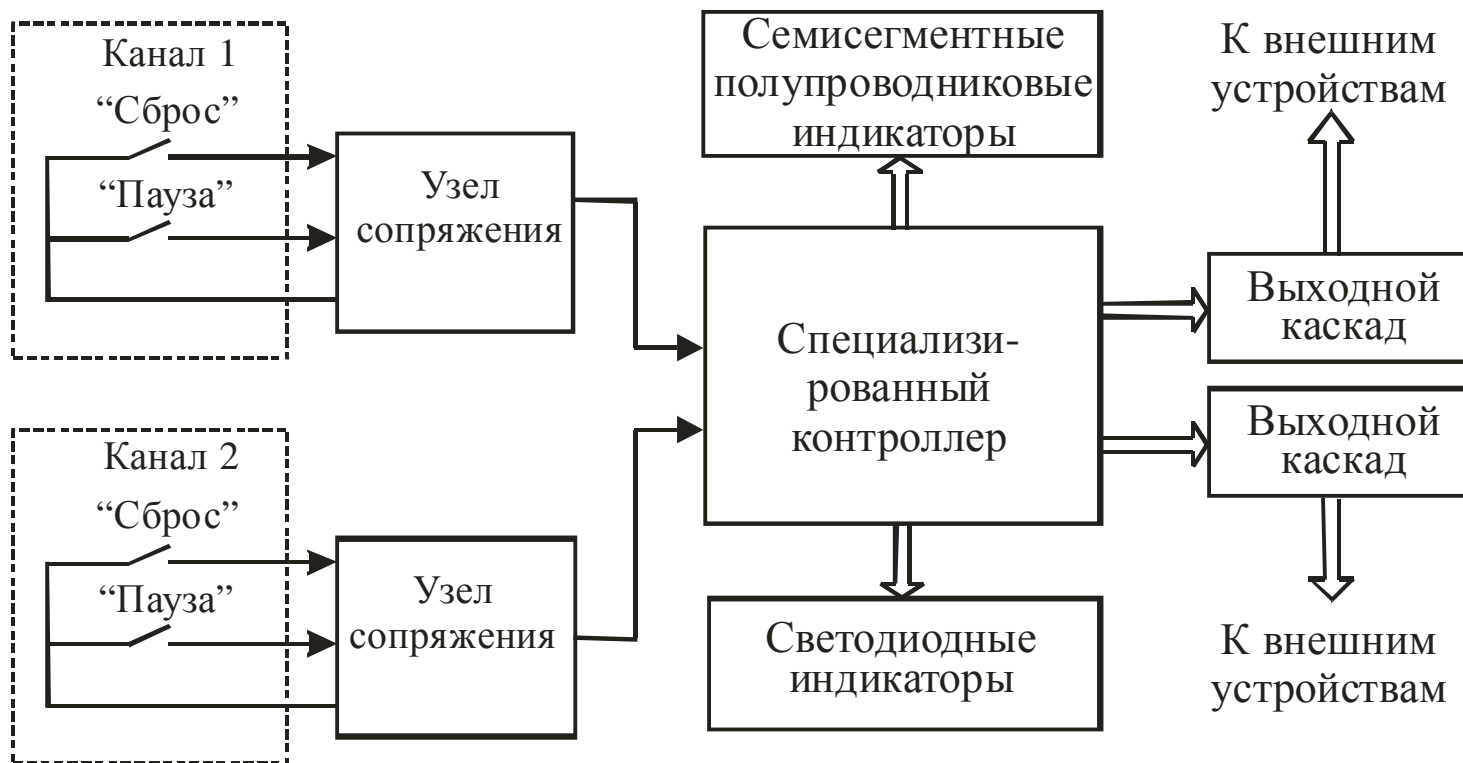 Канал 1
“Сброс”
“Пауза”
Узел
сопряжения
Канал 2
“Сброс”
“Пауза”
Узел
сопряжения
Семисегментные
полупроводниковые
индикаторы
Специализи-
рованный
контроллер
Светодиодные
индикаторы
К внешним
устройствам
Выходной
каскад
Выходной
каскад
К внешним
устройствам